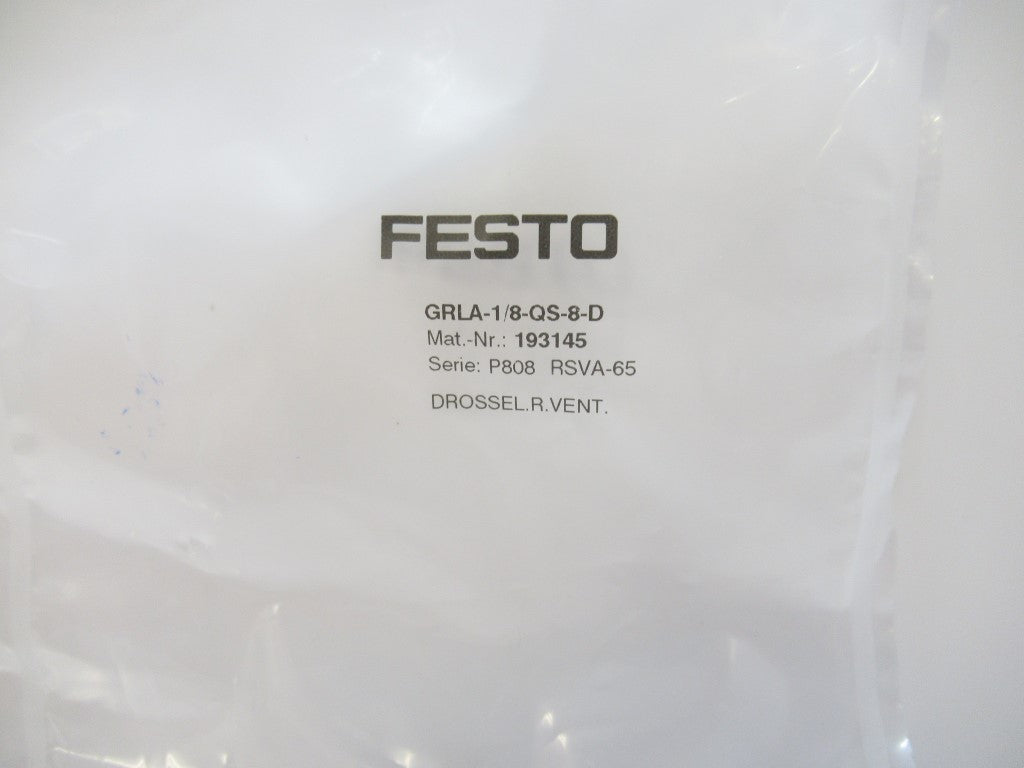 FESTO
GRLA-1/8-QS-8-D
Mat.-Nr.: 193145
Serie: P808 RSVA-65
DROSSEL.R.VENT.